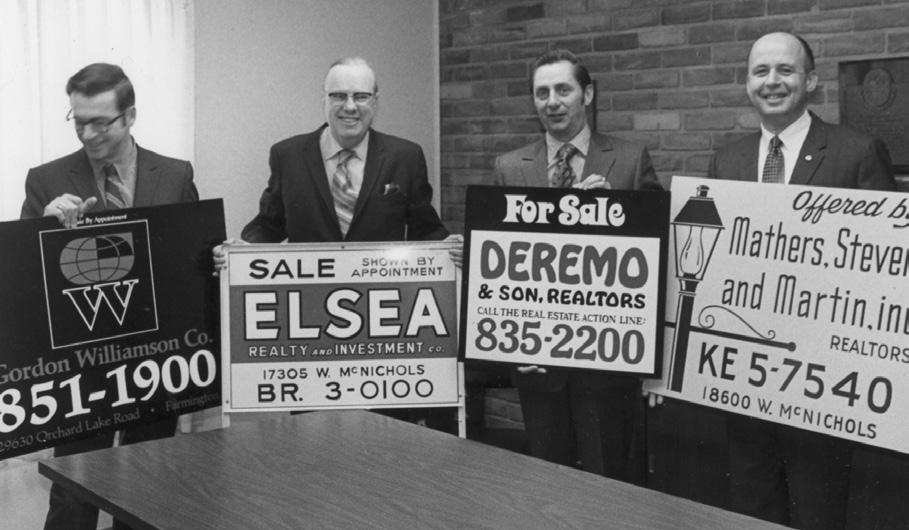 By Appointment
W
Gordon Williamson Co.
851-1900
29630 Orchard Lake Road · Farmington
SALE SHOWN BY APPOINTMENT
ELSEA
REALTY AND INVESTMENT CO.
17305 W. McNICHOLS
BR. 3-0100
For Sale
DEREMO
& SON, REALTORS
CALL THE REAL ESTATE ACTION LINE:
835-2200
Offered by
Mathers, Steven
and Martin, inc
REALTORS
KE 5-7540
18600 W. McNICHOLS